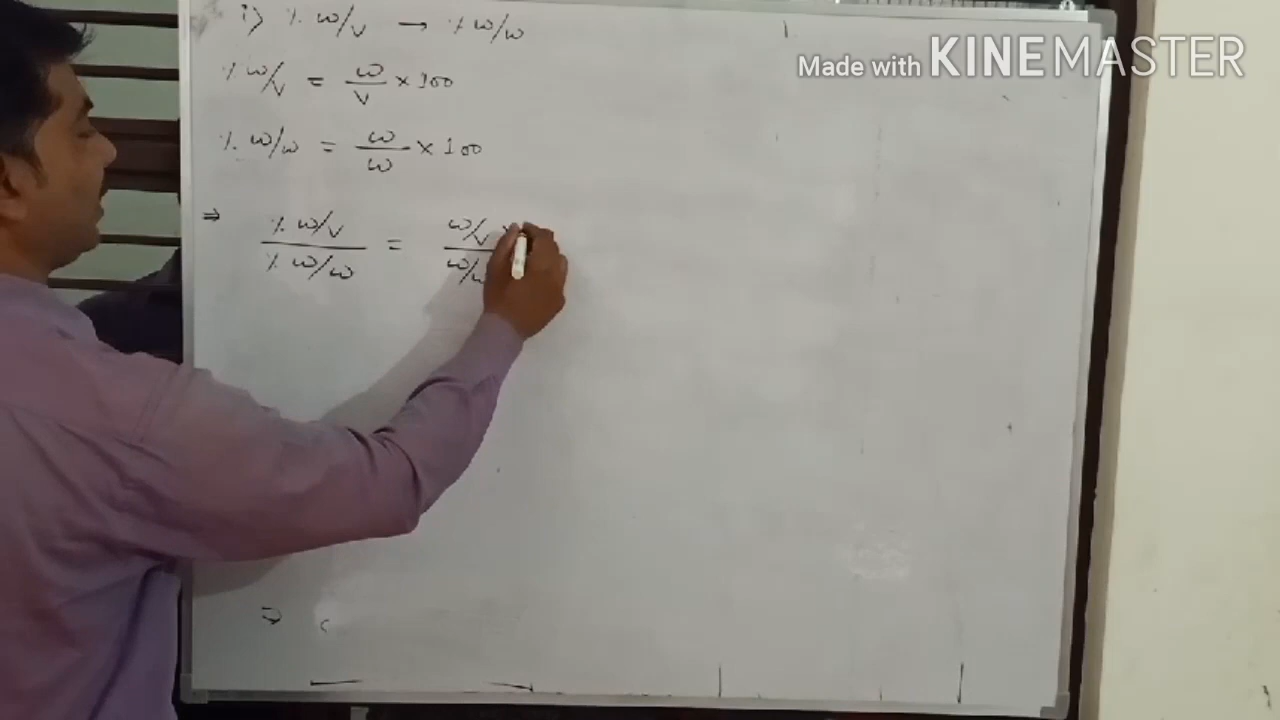 Made with KINEMASTER
i) % w/v → % w/w
% w/v = w/v × 100
% w/w = w/w × 100
⇒ % w/v / % w/w = w/v × / w/w
⇒ (